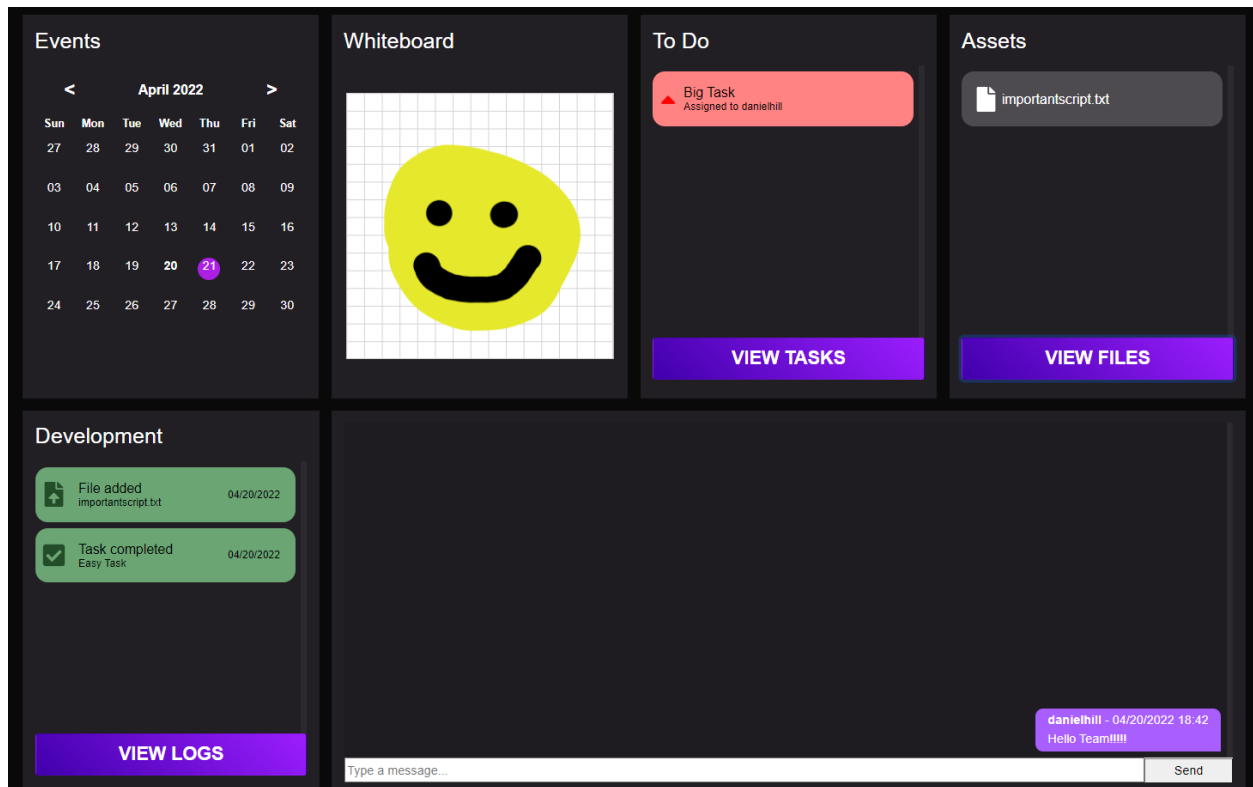 Events
< April 2022 >
Sun Mon Tue Wed Thu Fri Sat
27 28 29 30 31 01 02
03 04 05 06 07 08 09
10 11 12 13 14 15 16
17 18 19 20 21 22 23
24 25 26 27 28 29 30
Whiteboard
To Do
Big Task
Assigned to danielhill
VIEW TASKS
Assets
importantscript.txt
VIEW FILES
Development
File added
importantscript.txt
04/20/2022
Task completed
Easy Task
04/20/2022
VIEW LOGS
danielhill - 04/20/2022 18:42
Hello Team!!!!!
Type a message...
Send